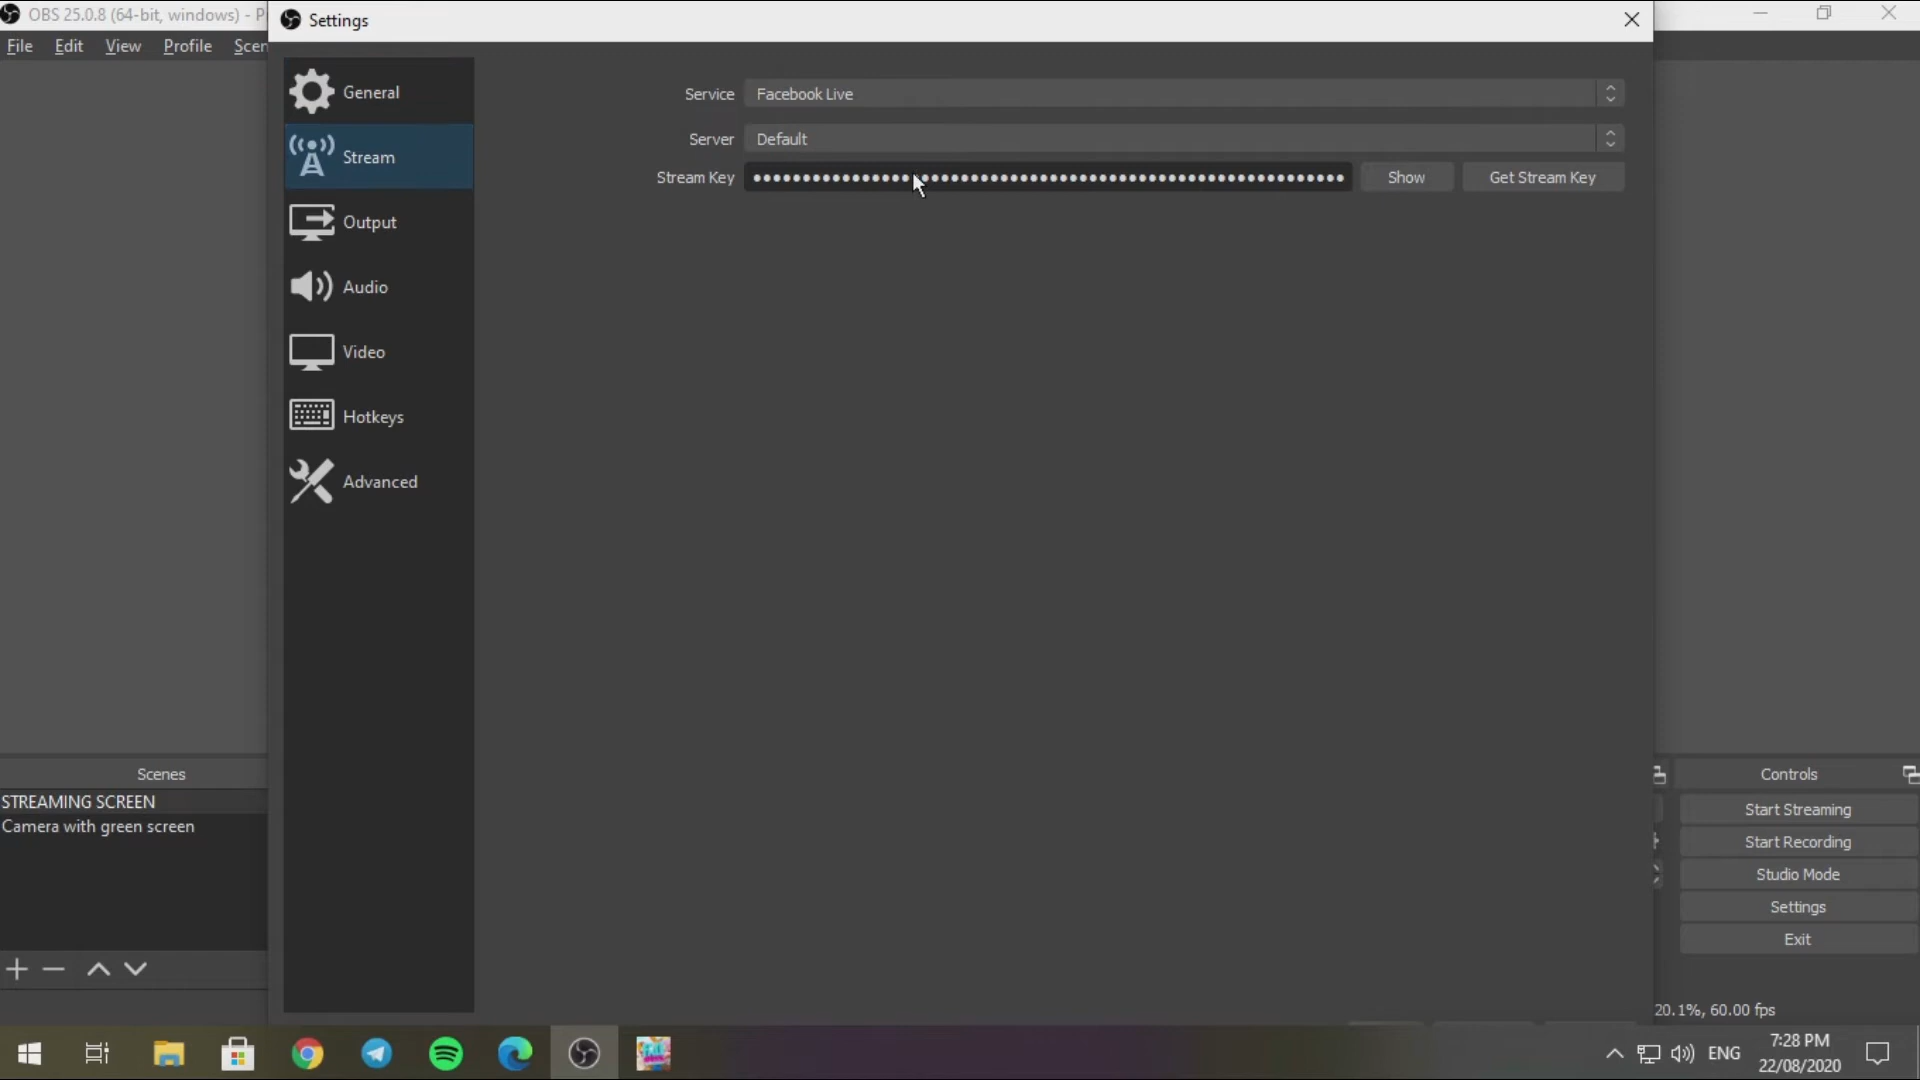 OBS 25.0.8 (64-bit, windows) - P
Settings
File Edit View Profile Scen
General
Stream
Output
Audio
Video
Hotkeys
Advanced
Service Facebook Live
Server Default
Stream Key ●●●●●●●●●●●●●●●●●●●●●●●●●●●●●●●●●●●●●●●●●●●●●●●●●●●●●●●●●●●● Show Get Stream Key
Scenes
STREAMING SCREEN
Camera with green screen
Controls
Start Streaming
Start Recording
Studio Mode
Settings
Exit
20.1%, 60.00 fps
ENG
7:28 PM
22/08/2020